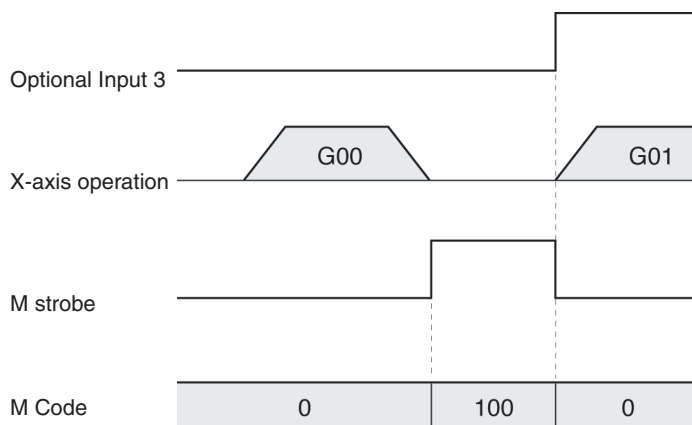 Optional Input 3
G00
G01
X-axis operation
M strobe
M Code
0
100
0